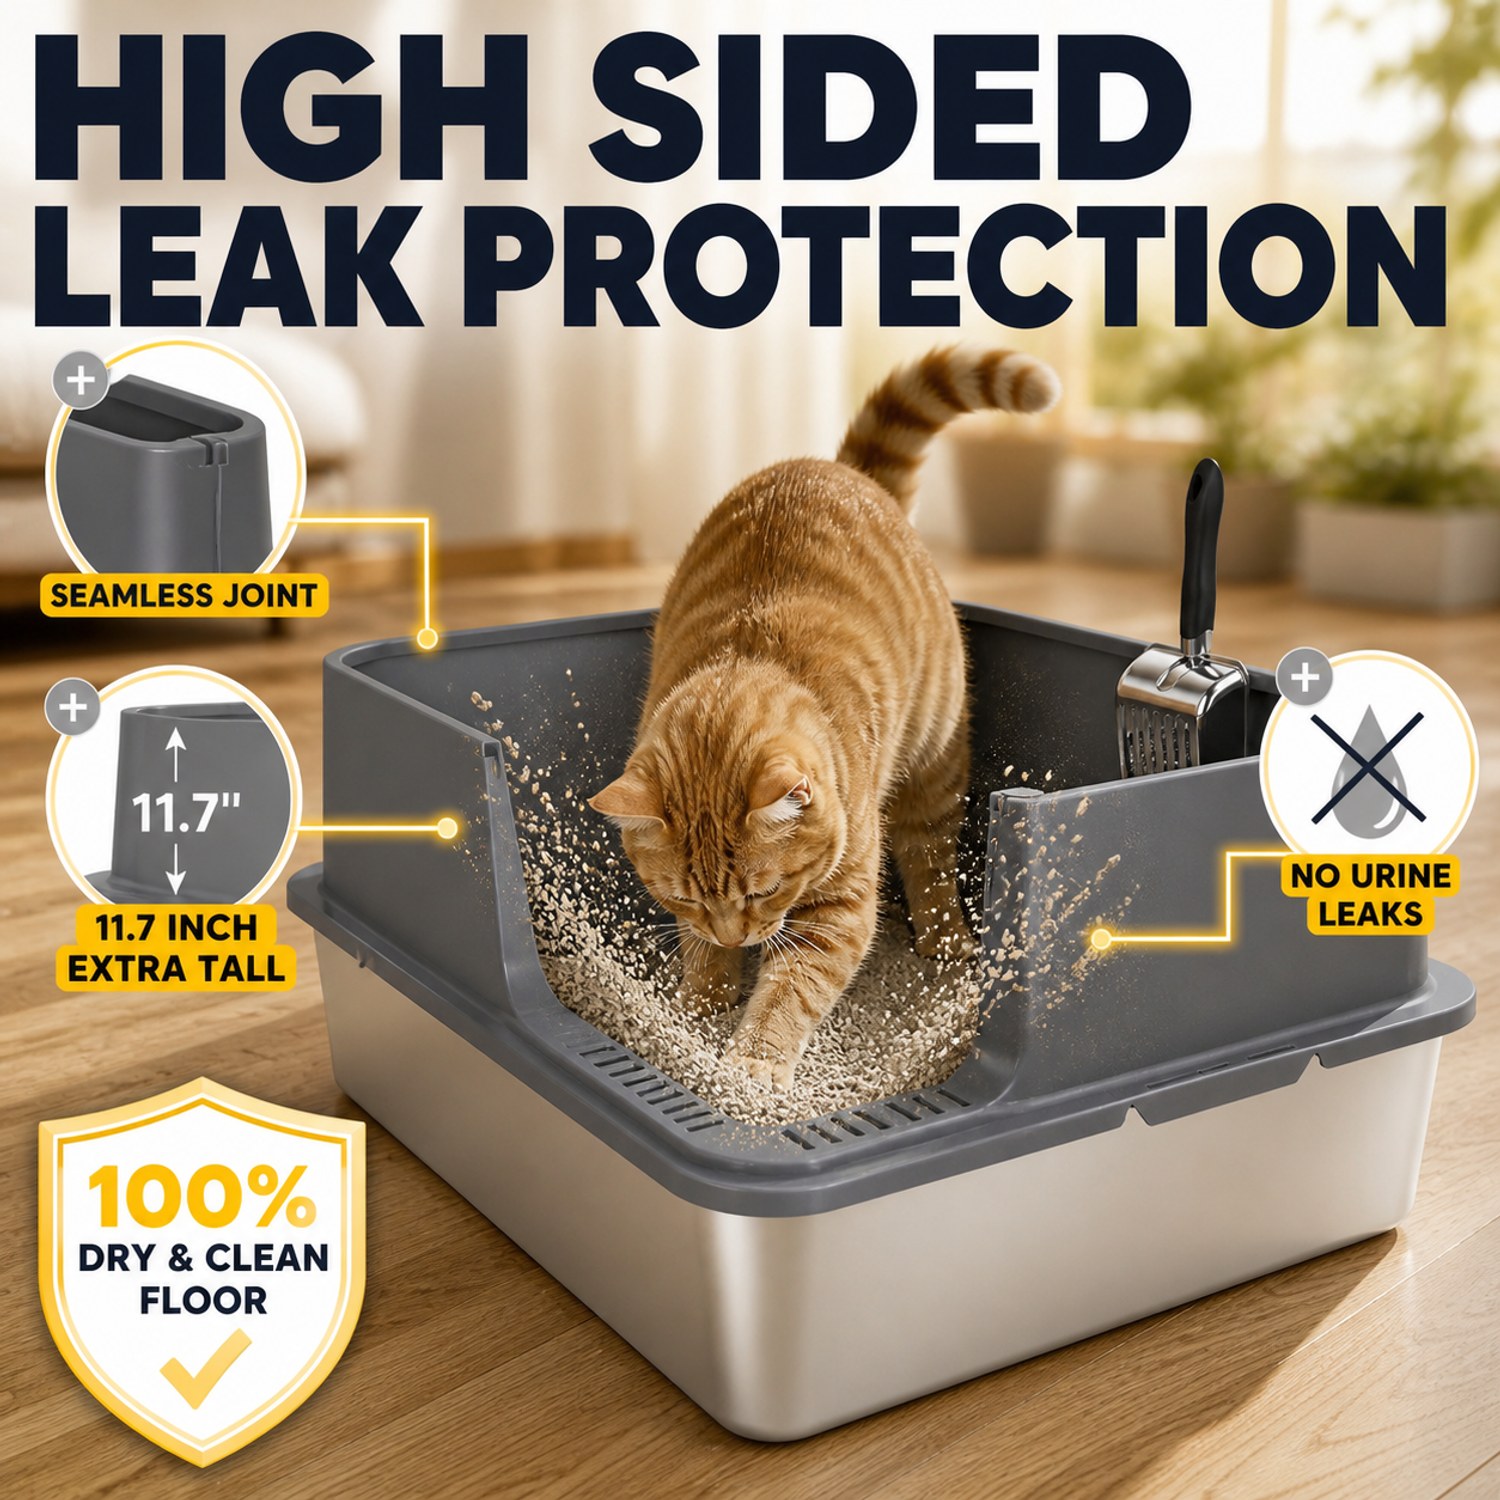 HIGH SIDED
LEAK PROTECTION
SEAMLESS JOINT
11.7"
11.7 INCH
EXTRA TALL
NO URINE
LEAKS
100%
DRY & CLEAN
FLOOR